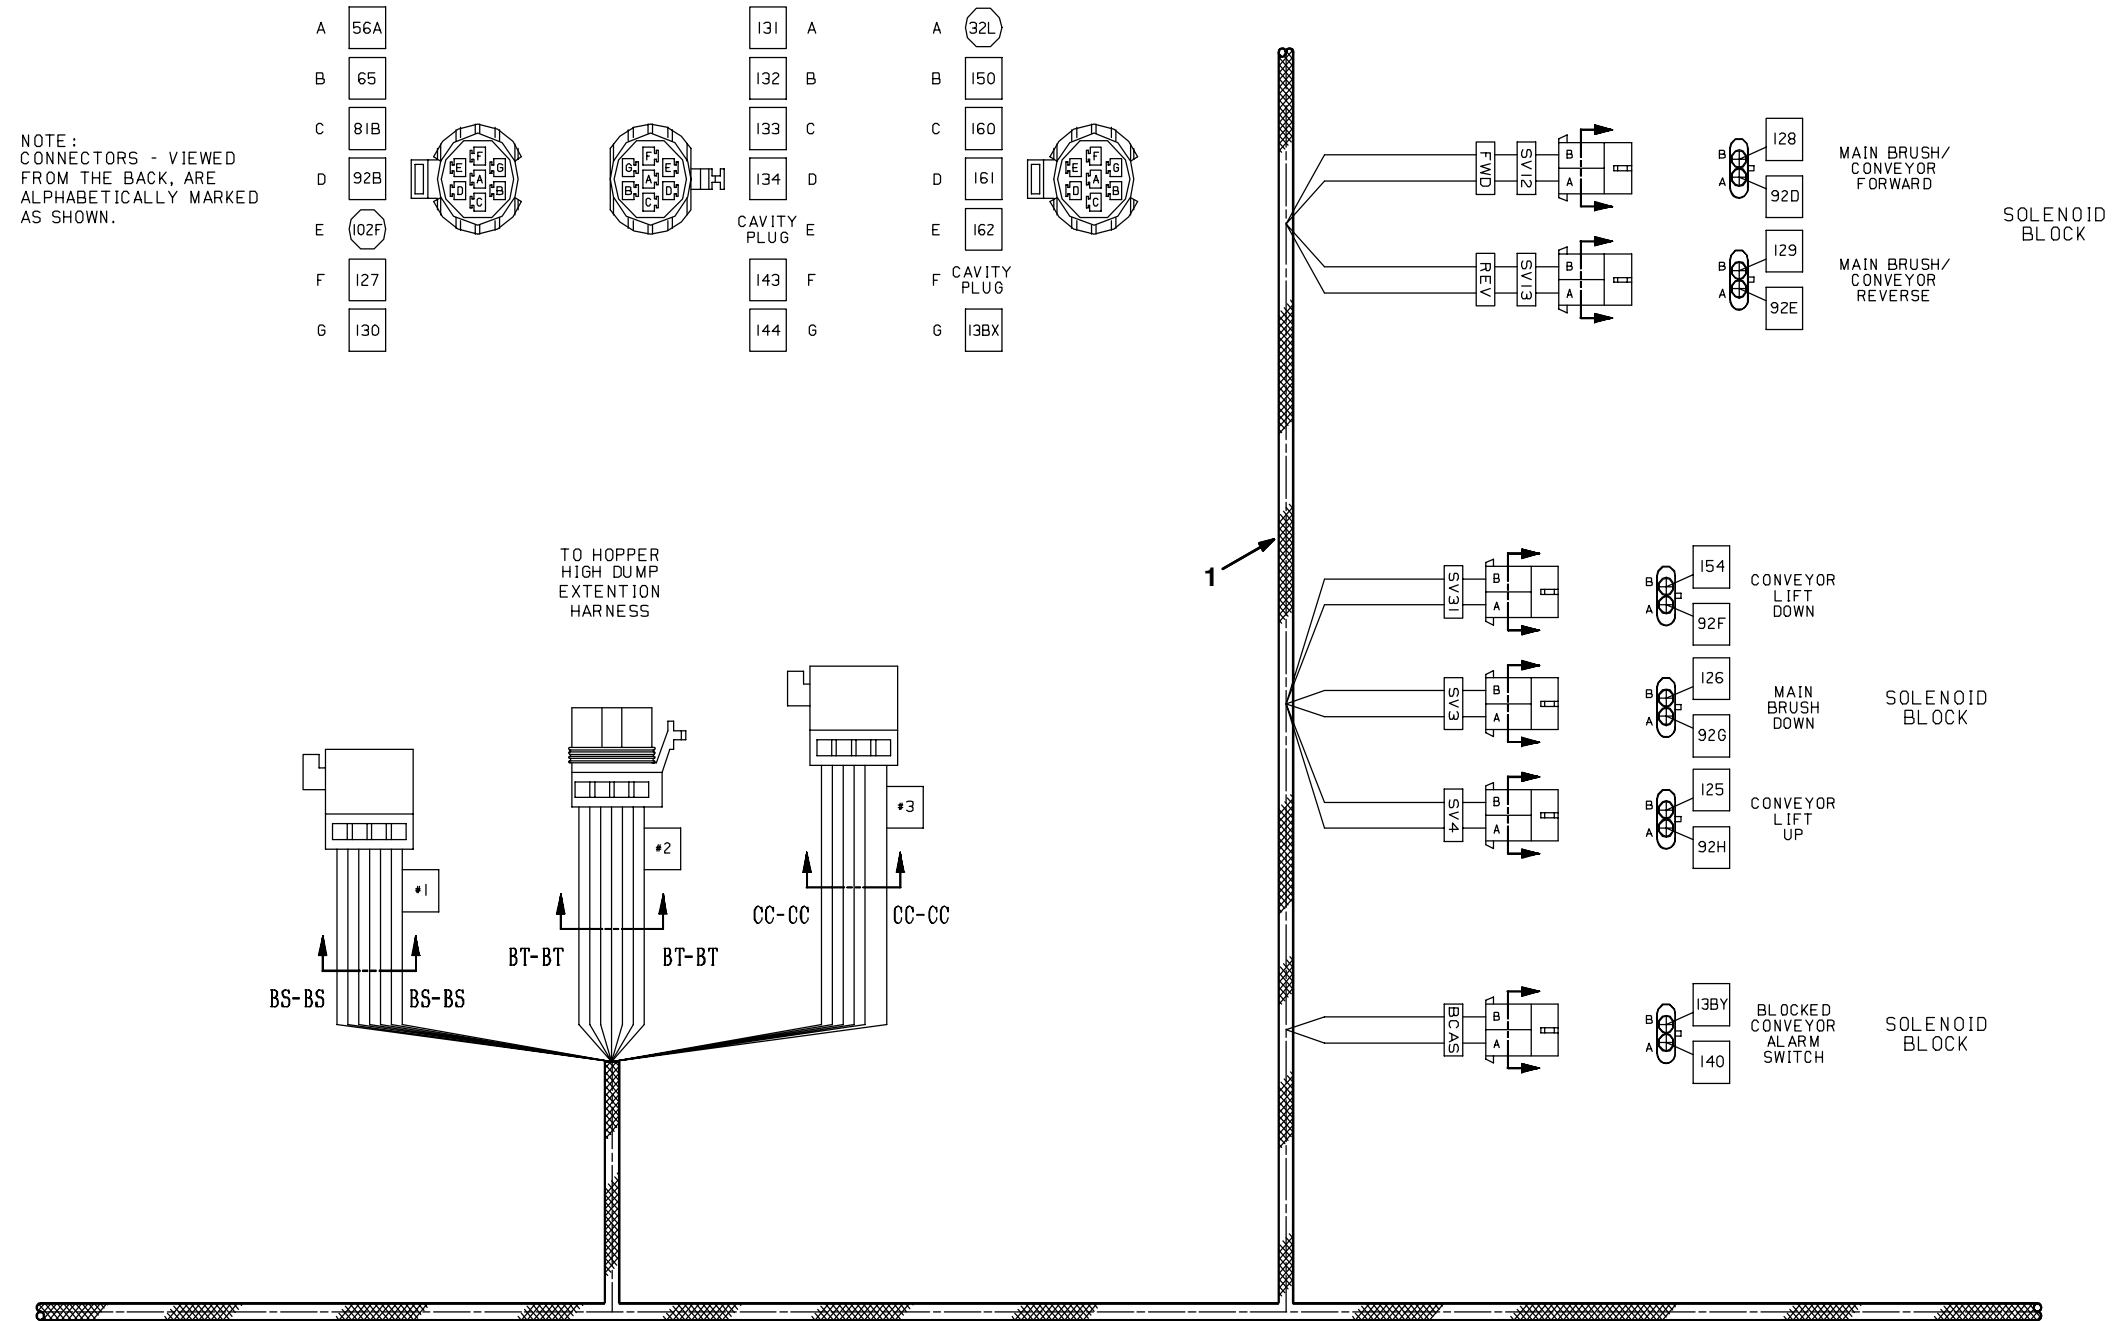 NOTE:
CONNECTORS - VIEWED
FROM THE BACK, ARE
ALPHABETICALLY MARKED
AS SHOWN.
A 56A
B 65
C 81B
D 92B
E 102F
F 127
G 130
F
E G
A
D B
C
131 A
132 B
133 C
134 D
CAVITY
PLUG E
143 F
144 G
F
G E
A
B D
C
A 32L
B 150
C 160
D 161
E 162
F CAVITY
PLUG
G 13BX
F
E G
A
D B
C
TO HOPPER
HIGH DUMP
EXTENTION
HARNESS
#1
BS-BS BS-BS
#2
BT-BT BT-BT
#3
CC-CC CC-CC
1
FWD SV12 B A
B 128
A 92D
MAIN BRUSH/
CONVEYOR
FORWARD
REV SV13 B A
B 129
A 92E
MAIN BRUSH/
CONVEYOR
REVERSE
SOLENOID
BLOCK
SV31 B A
B 154
A 92F
CONVEYOR
LIFT
DOWN
SV3 B A
B 126
A 92G
MAIN
BRUSH
DOWN
SOLENOID
BLOCK
SV4 B A
B 125
A 92H
CONVEYOR
LIFT
UP
BCAS B A
B 13BY
A 140
BLOCKED
CONVEYOR
ALARM
SWITCH
SOLENOID
BLOCK